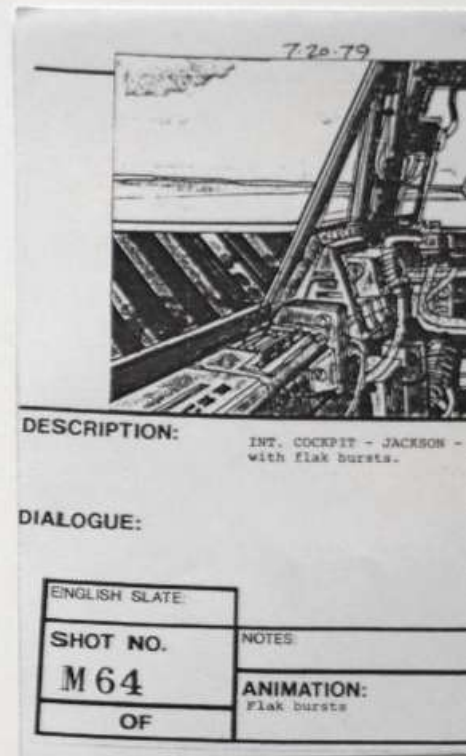 7.20.79
DESCRIPTION:
INT. COCKPIT - JACKSON -
with flak bursts.
DIALOGUE:
ENGLISH SLATE:
SHOT NO.
M 64
OF
NOTES:
ANIMATION:
Flak bursts